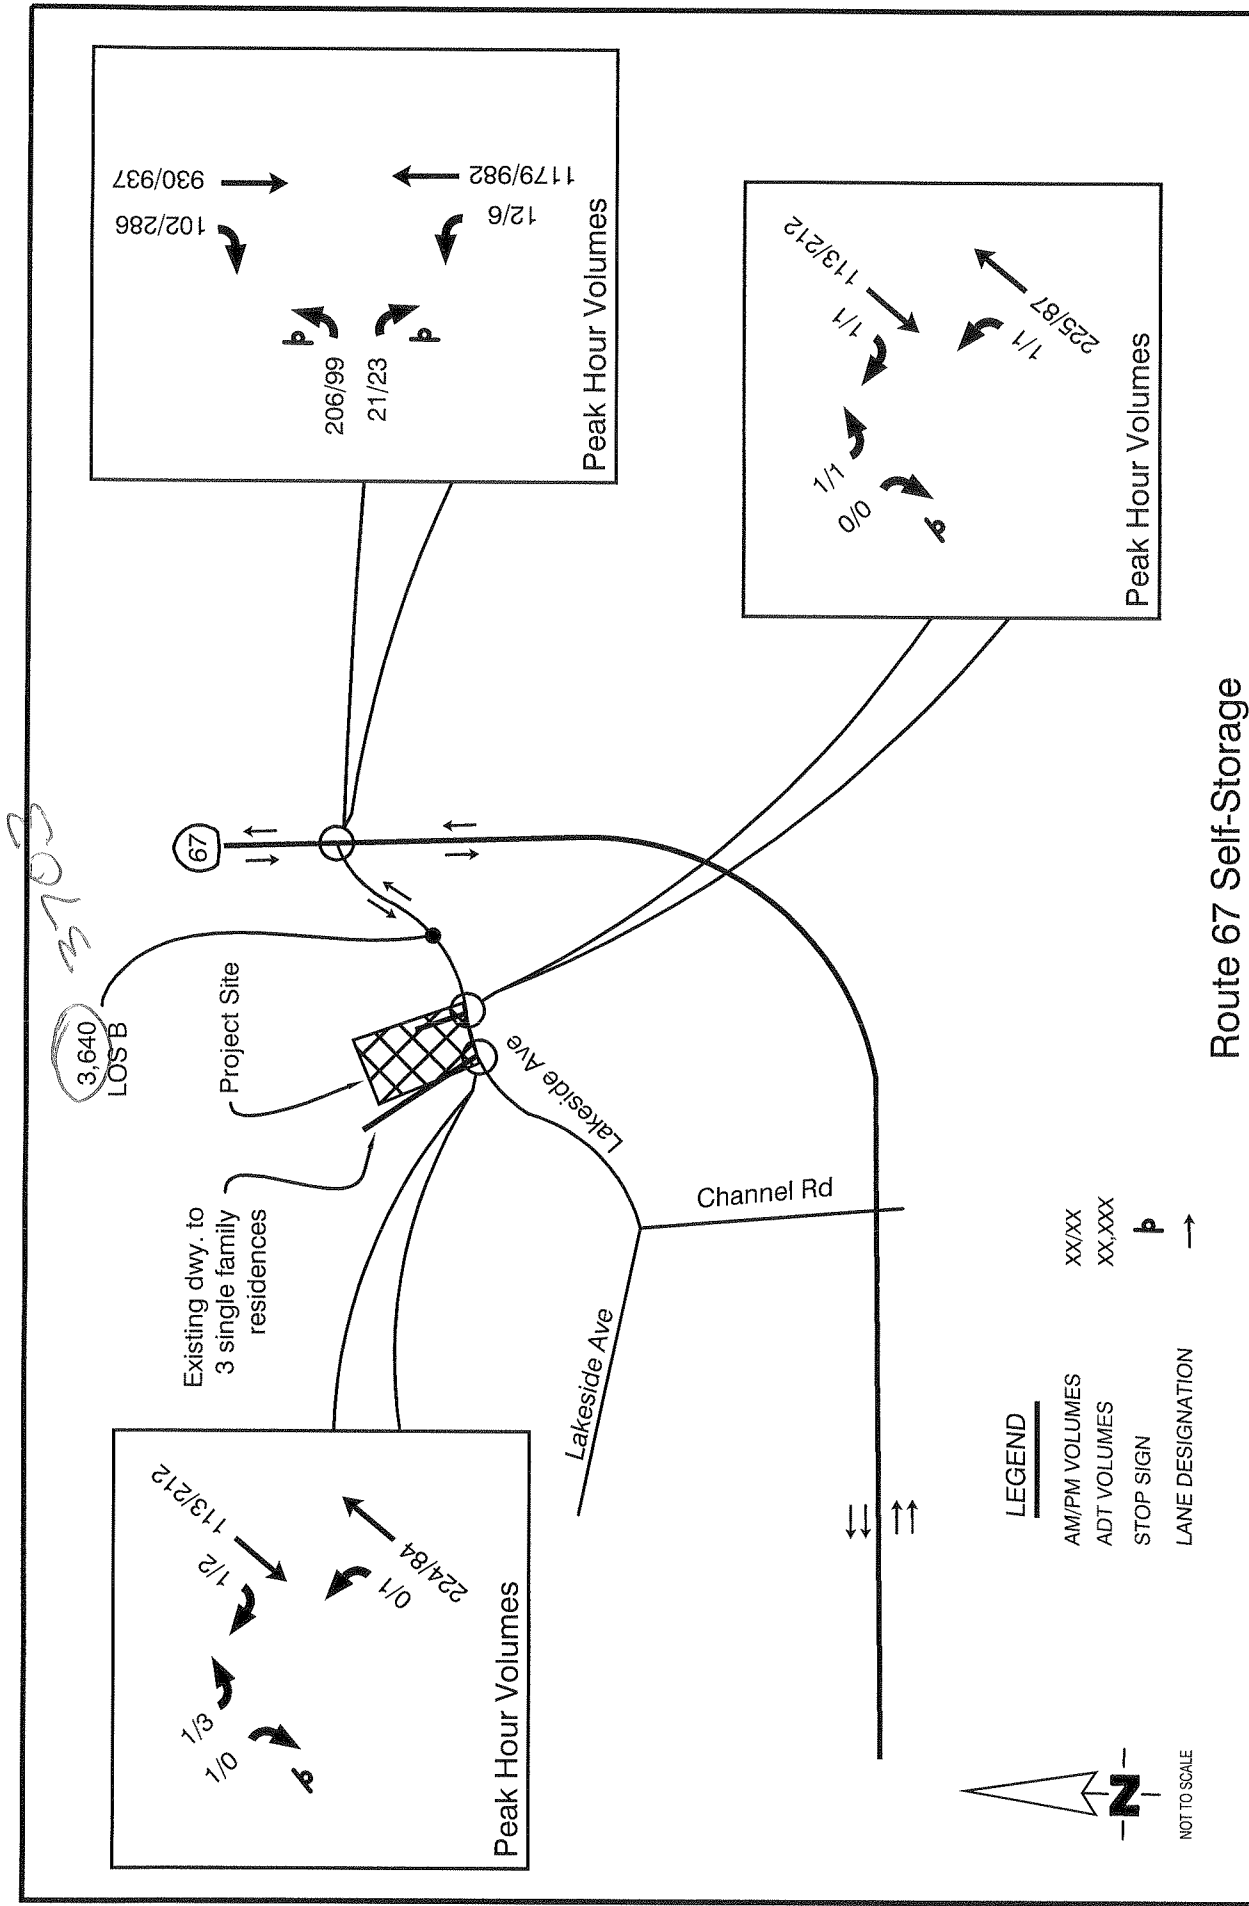 3705
3,640
LOS B
Project Site
Existing dwy. to
3 single family
residences
67
113/212
1/2
1/3
1/0
0/1
224/84
Peak Hour Volumes
930/937
102/286
206/99
21/23
12/6
1179/982
Peak Hour Volumes
113/212
1/1
1/1
0/0
1/1
225/87
Peak Hour Volumes
Lakeside Ave
Lakeside Ave
Channel Rd
LEGEND
AM/PM VOLUMES XX/XX
ADT VOLUMES XX,XXX
STOP SIGN
LANE DESIGNATION
N
NOT TO SCALE
Route 67 Self-Storage